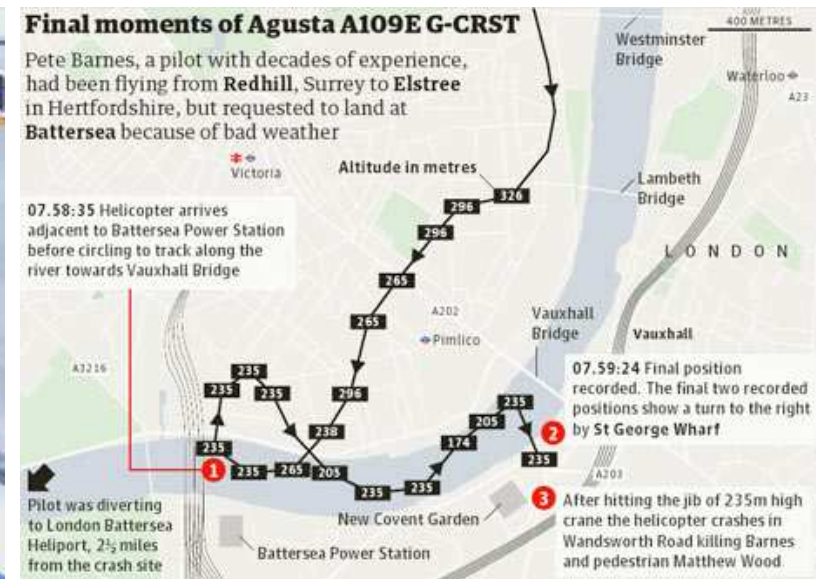 Final moments of Agusta A109E G-CRST
Pete Barnes, a pilot with decades of experience,
had been flying from Redhill, Surrey to Elstree
in Hertfordshire, but requested to land at
Battersea because of bad weather
400 METRES
Westminster
Bridge
Waterloo
A23
Victoria
Altitude in metres
326
296
Lambeth
Bridge
296
07.58:35 Helicopter arrives
adjacent to Battersea Power Station
before circling to track along the
river towards Vauxhall Bridge
LONDON
265
A202
265
Vauxhall
Bridge
Pimlico
Vauxhall
A3216
235
235
235
296
07.59:24 Final position
recorded. The final two recorded
positions show a turn to the right
by St George Wharf
235
205
238
174
2
235
235
1
235
265
205
235
235
A203
Pilot was diverting
to London Battersea
Heliport, 2½ miles
from the crash site
New Covent Garden
3
After hitting the jib of 235m high
crane the helicopter crashes in
Wandsworth Road killing Barnes
and pedestrian Matthew Wood
Battersea Power Station